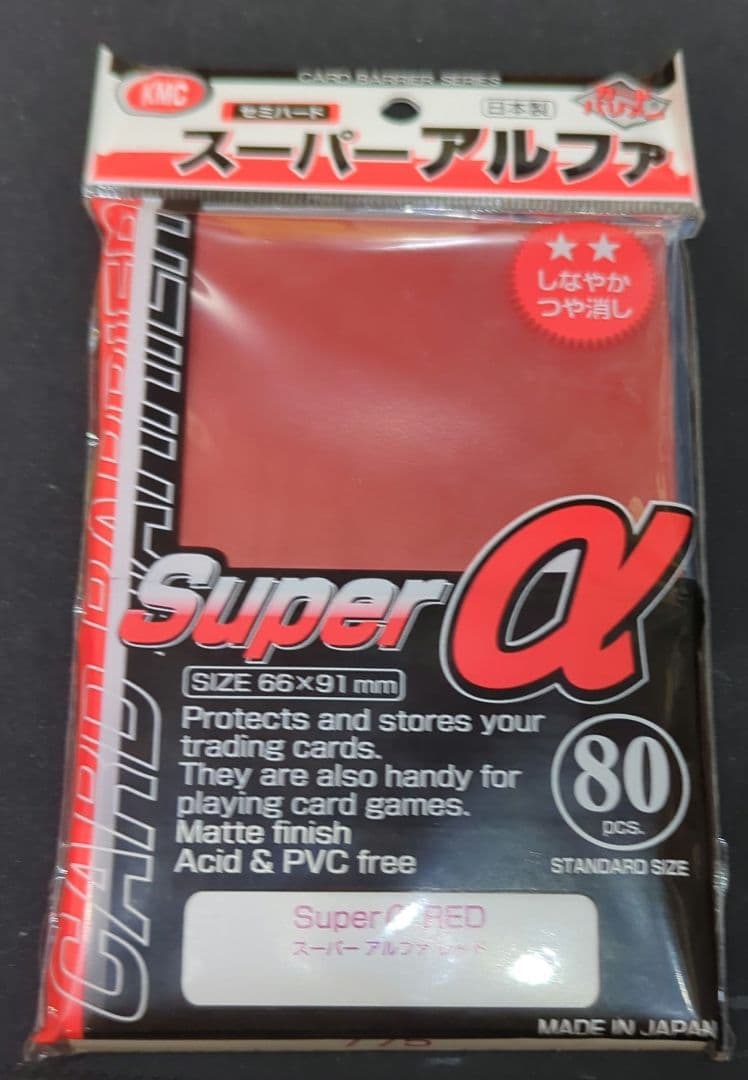 CARD BARRIER SERIES
KMC
セミハード
日本製
スーパーアルファ
★★
しなやか
つや消し
CARD BARRIER
Super α
SIZE 66×91mm
Protects and stores your
trading cards.
They are also handy for
playing card games.
Matte finish
Acid & PVC free
80
pcs.
STANDARD SIZE
Super α RED
スーパー アルファ レッド
MADE IN JAPAN